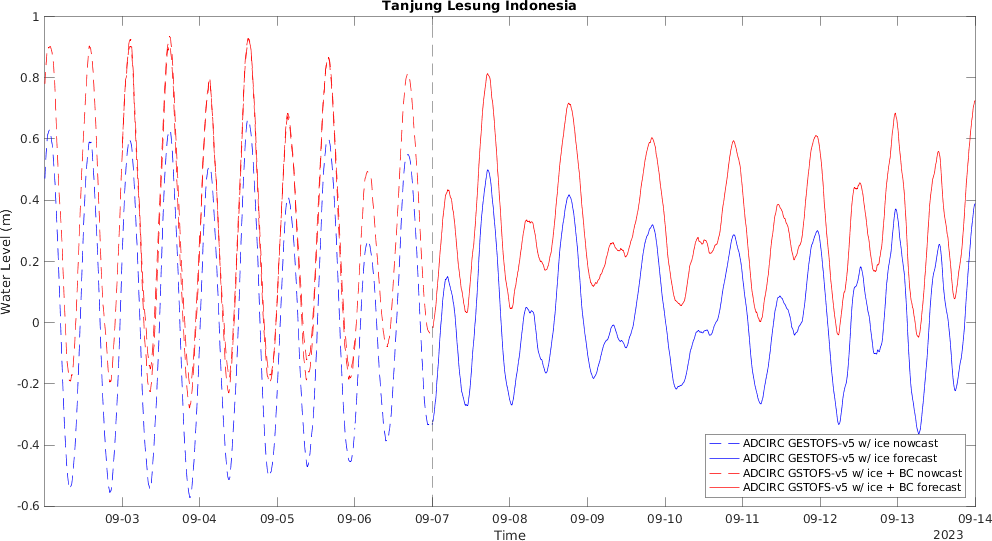 Tanjung Lesung Indonesia
1
0.8
0.6
0.4
0.2
0
-0.2
-0.4
-0.6
Water Level (m)
ADCIRC GESTOFS-v5 w/ ice nowcast
ADCIRC GESTOFS-v5 w/ ice forecast
ADCIRC GSTOFS-v5 w/ ice + BC nowcast
ADCIRC GSTOFS-v5 w/ ice + BC forecast
09-03 09-04 09-05 09-06 09-07 09-08 09-09 09-10 09-11 09-12 09-13 09-14
Time
2023